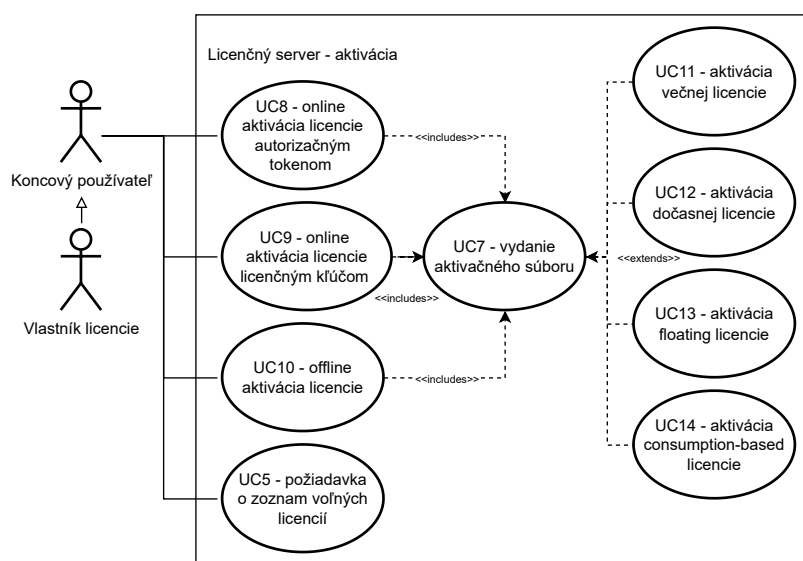 Licenčný server - aktivácia
UC8 - online
aktivácia licencie
autorizačným
tokenom
<<includes>>
UC11 - aktivácia
večnej licencie
Koncový používateľ
UC12 - aktivácia
dočasnej licencie
UC9 - online
aktivácia licencie
licenčným kľúčom
<<includes>>
UC7 - vydanie
aktivačného súboru
<<extends>>
Vlastník licencie
UC13 - aktivácia
floating licencie
UC10 - offline
aktivácia licencie
<<includes>>
UC14 - aktivácia
consumption-based
licencie
UC5 - požiadavka
o zoznam voľných
licencií